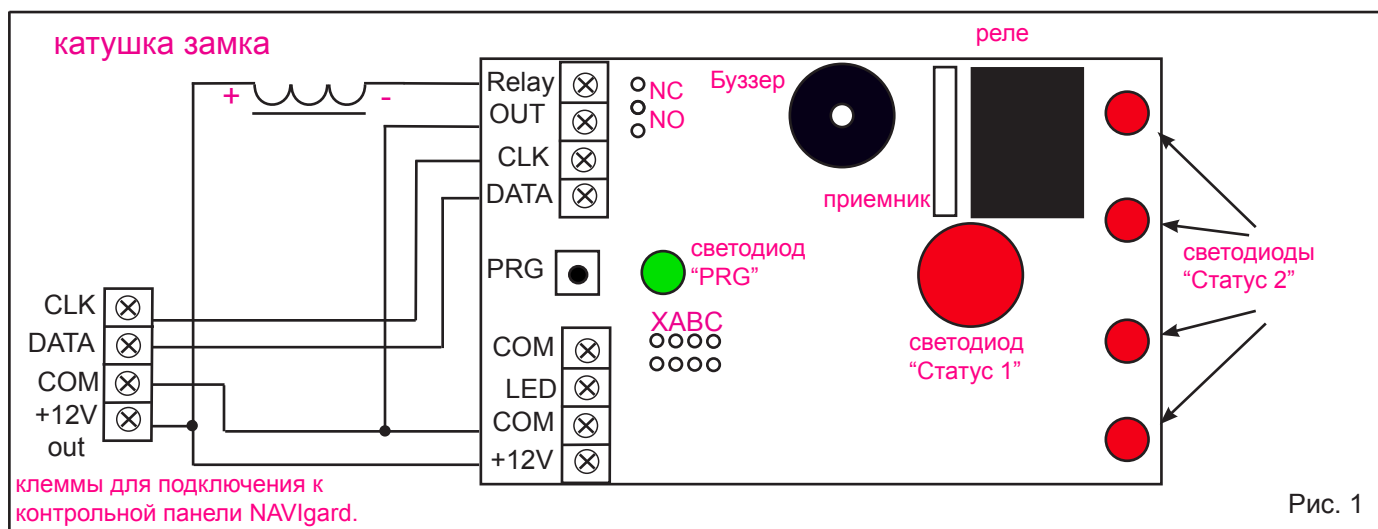 катушка замка
+
-
Relay
OUT
CLK
DATA
NC
NO
Буззер
реле
приемник
PRG
светодиод
“PRG”
XABC
светодиод
“Статус 1”
светодиоды
“Статус 2”
COM
LED
COM
+12V
CLK
DATA
COM
+12V
out
клеммы для подключения к
контрольной панели NAVIgard.
Рис. 1